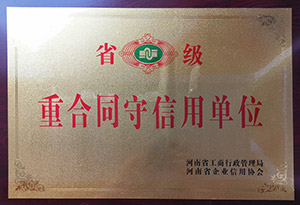 省级
重合同守信用单位
河南省工商行政管理局
河南省企业信用协会